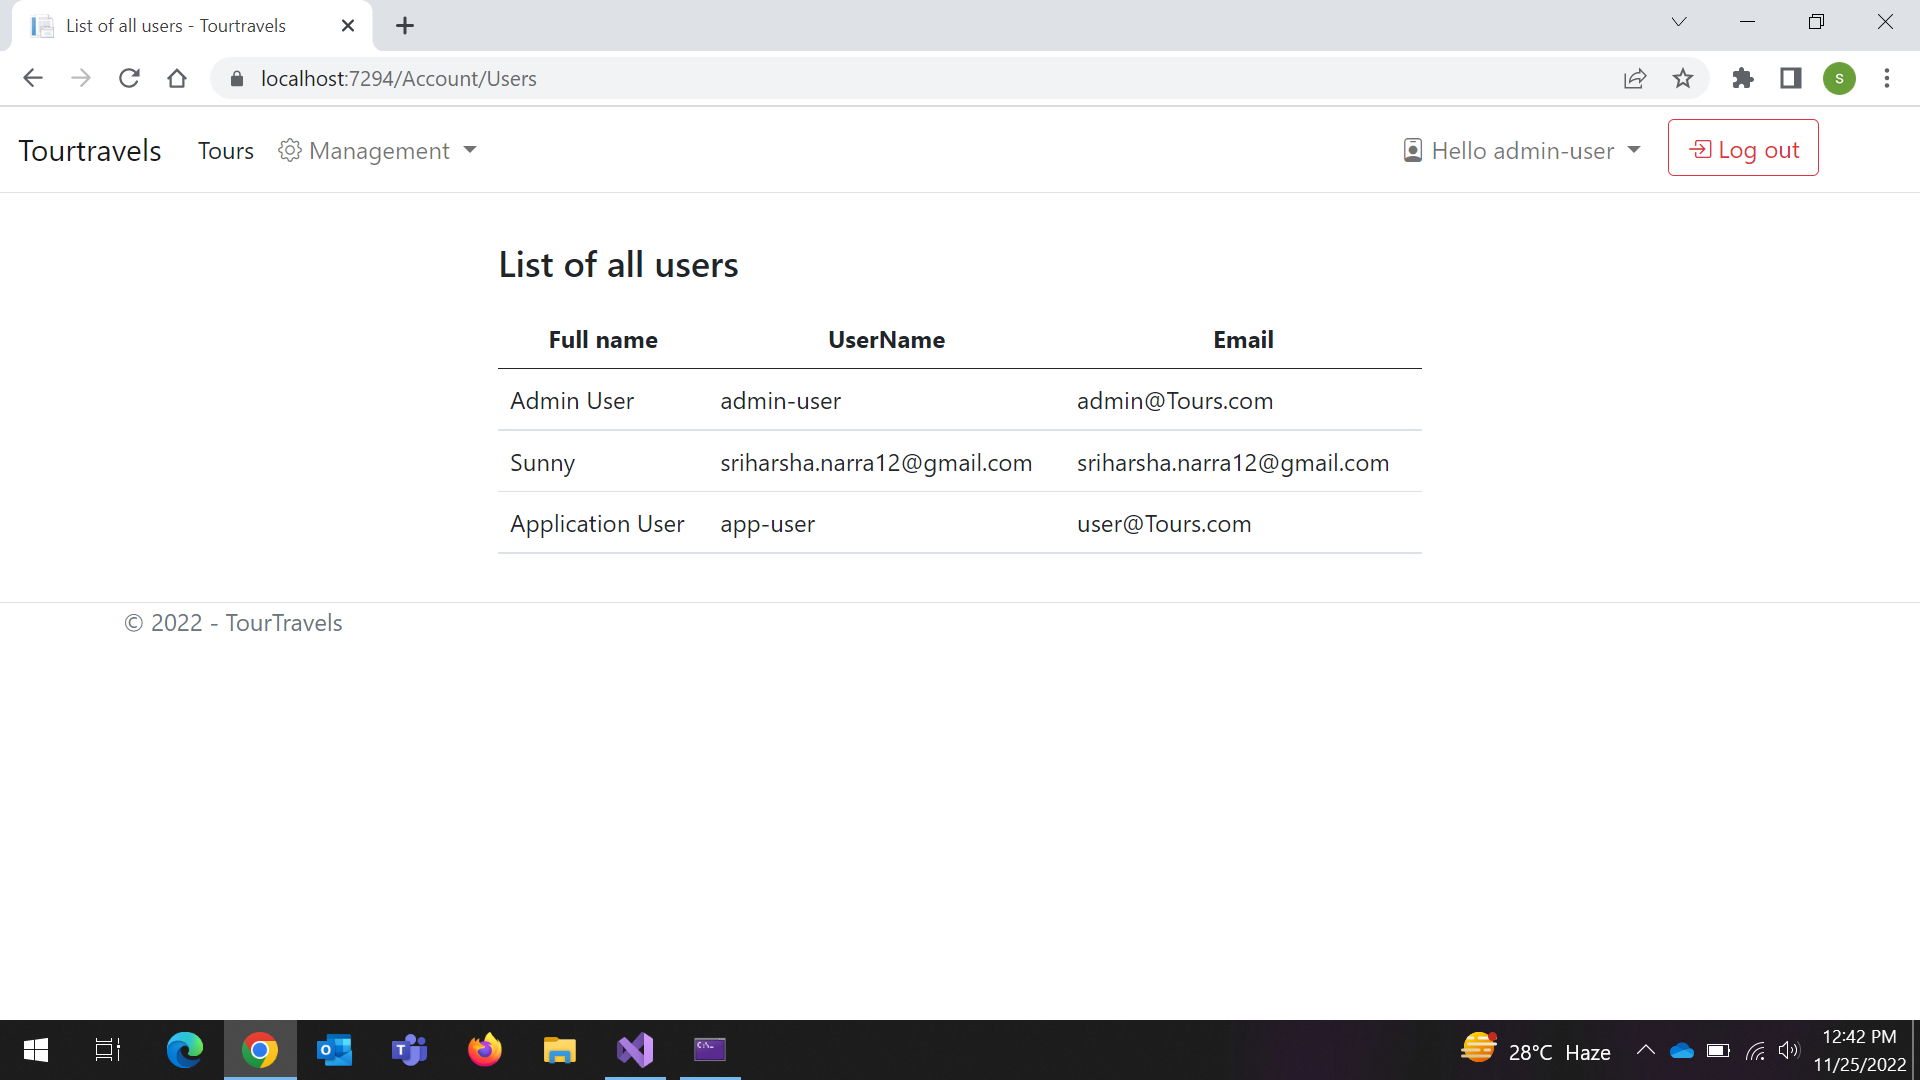 List of all users - Tourtravels
localhost:7294/Account/Users
S
Tourtravels Tours Management Hello admin-user Log out
List of all users
Full name UserName Email
Admin User admin-user admin@Tours.com
Sunny sriharsha.narra12@gmail.com sriharsha.narra12@gmail.com
Application User app-user user@Tours.com
© 2022 - TourTravels
28°C Haze
12:42 PM
11/25/2022